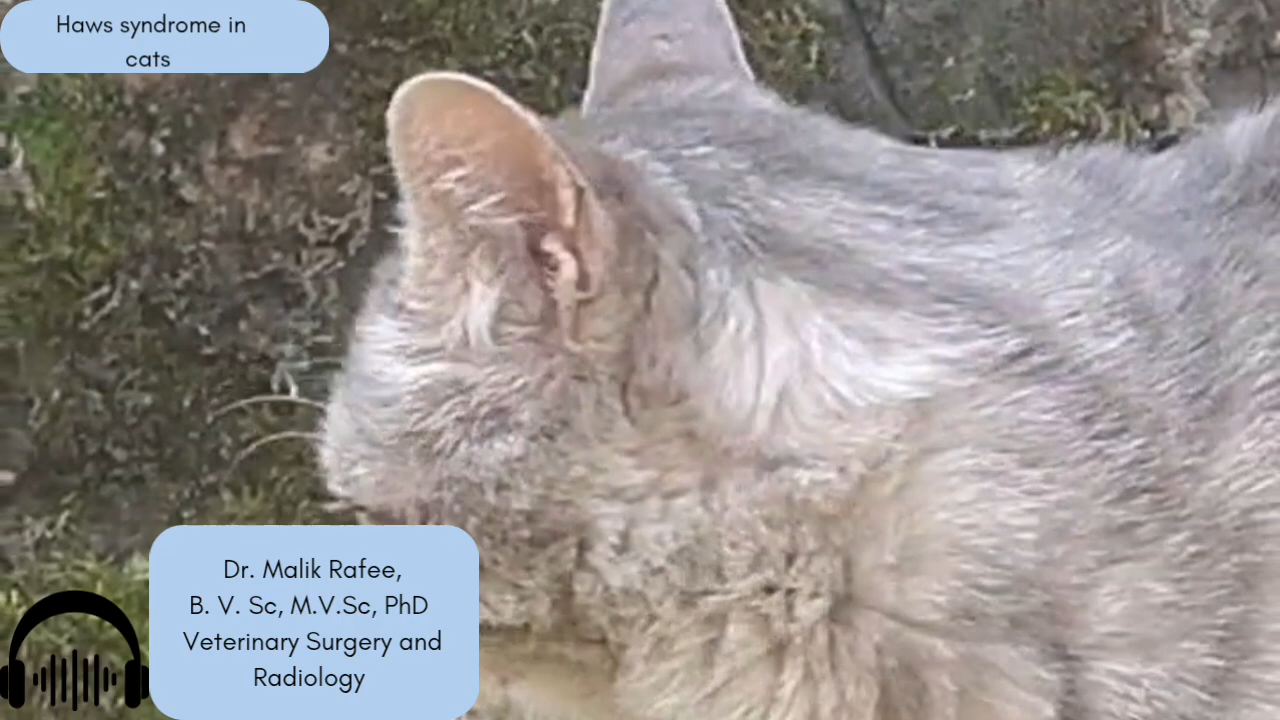 Haws syndrome in
cats
Dr. Malik Rafee,
B. V. Sc, M.V.Sc, PhD
Veterinary Surgery and
Radiology